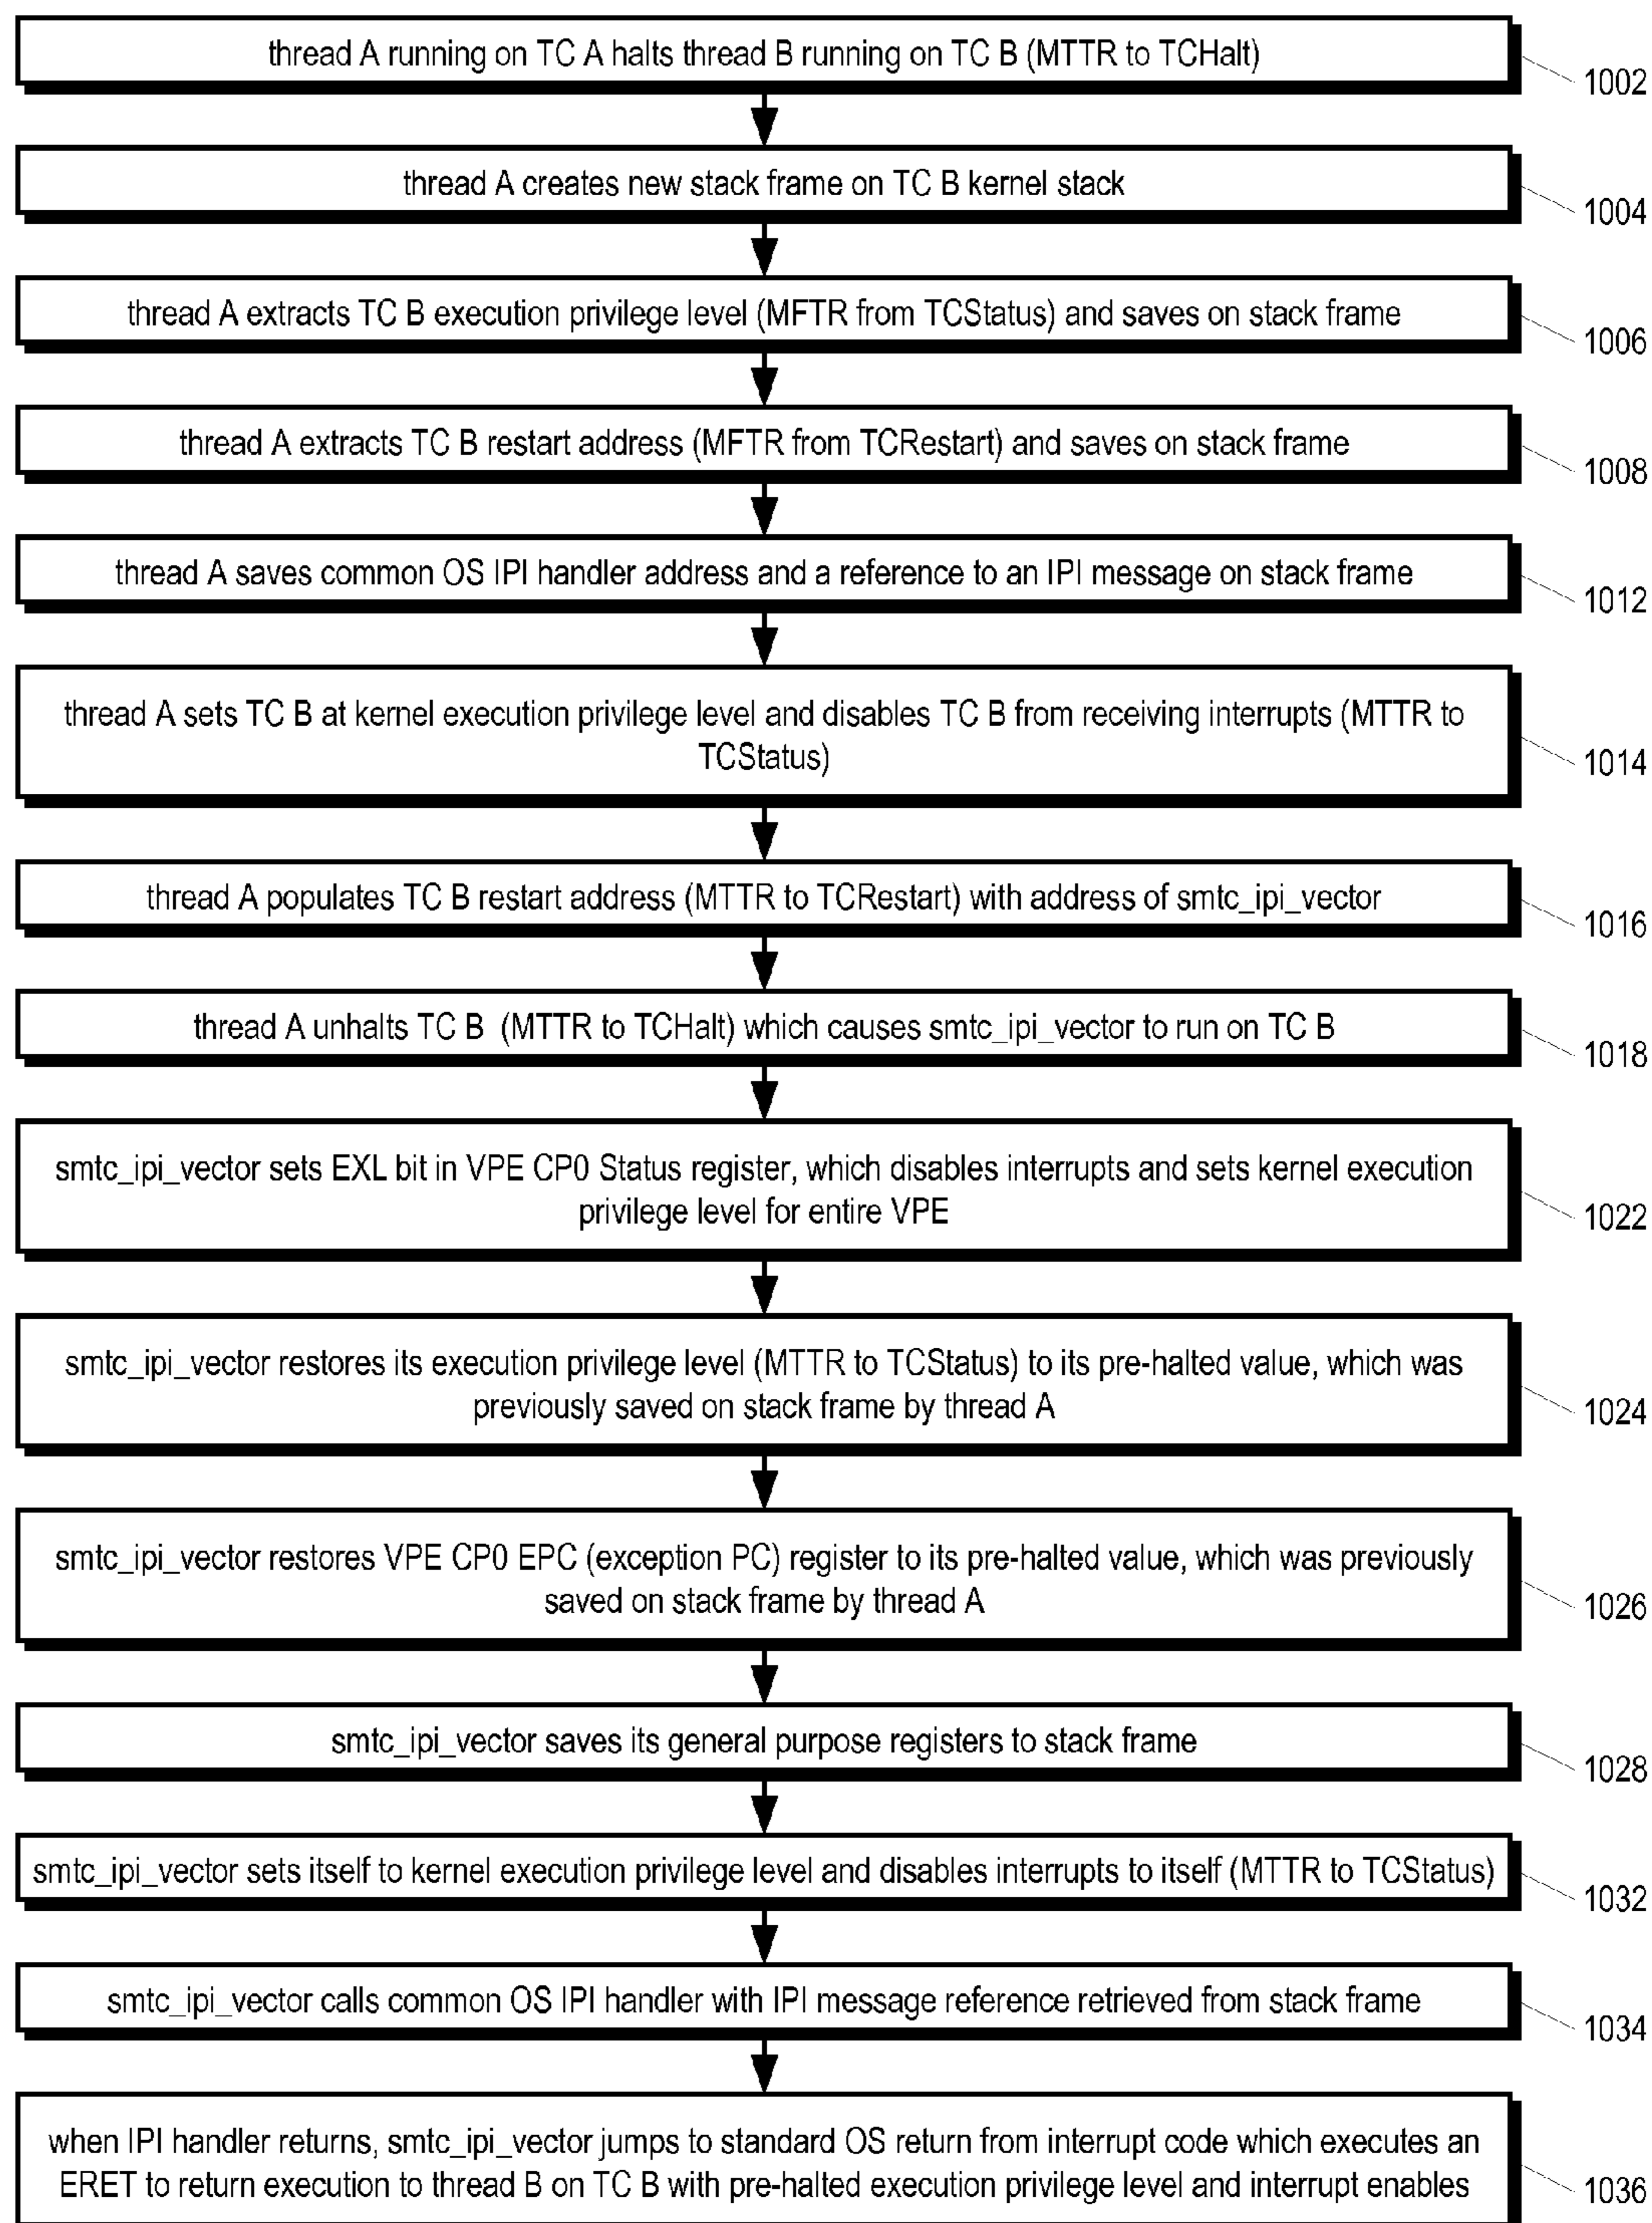 thread A running on TC A halts thread B running on TC B (MTTR to TCHalt)
1002
thread A creates new stack frame on TC B kernel stack
1004
thread A extracts TC B execution privilege level (MFTR from TCStatus) and saves on stack frame
1006
thread A extracts TC B restart address (MFTR from TCRestart) and saves on stack frame
1008
thread A saves common OS IPI handler address and a reference to an IPI message on stack frame
1012
thread A sets TC B at kernel execution privilege level and disables TC B from receiving interrupts (MTTR to
TCStatus)
1014
thread A populates TC B restart address (MTTR to TCRestart) with address of smtc_ipi_vector
1016
thread A unhalts TC B (MTTR to TCHalt) which causes smtc_ipi_vector to run on TC B
1018
smtc_ipi_vector sets EXL bit in VPE CP0 Status register, which disables interrupts and sets kernel execution
privilege level for entire VPE
1022
smtc_ipi_vector restores its execution privilege level (MTTR to TCStatus) to its pre-halted value, which was
previously saved on stack frame by thread A
1024
smtc_ipi_vector restores VPE CP0 EPC (exception PC) register to its pre-halted value, which was previously
saved on stack frame by thread A
1026
smtc_ipi_vector saves its general purpose registers to stack frame
1028
smtc_ipi_vector sets itself to kernel execution privilege level and disables interrupts to itself (MTTR to TCStatus)
1032
smtc_ipi_vector calls common OS IPI handler with IPI message reference retrieved from stack frame
1034
when IPI handler returns, smtc_ipi_vector jumps to standard OS return from interrupt code which executes an
ERET to return execution to thread B on TC B with pre-halted execution privilege level and interrupt enables
1036